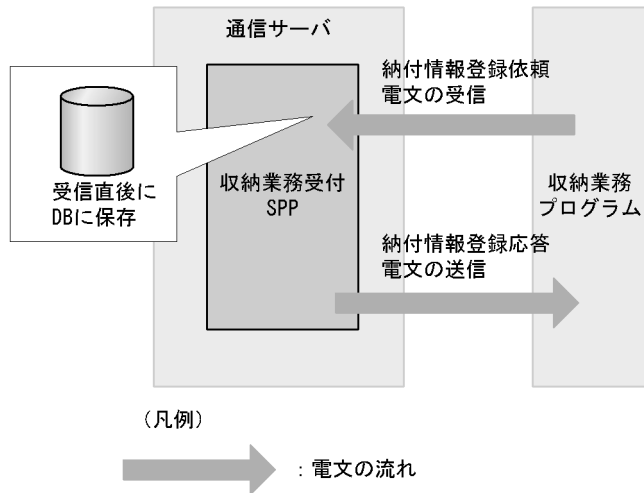 通信サーバ
納付情報登録依頼
電文の受信
受信直後に
DBに保存
収納業務受付
SPP
収納業務
プログラム
納付情報登録応答
電文の送信
（凡例）
：電文の流れ